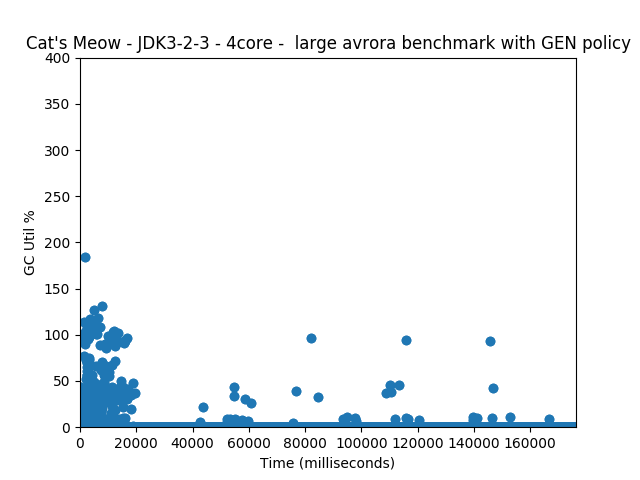 Cat's Meow - JDK3-2-3 - 4core -  large avrora benchmark with GEN policy
400
350
300
250
200
150
100
50
0
GC Util %
0 20000 40000 60000 80000 100000 120000 140000 160000
Time (milliseconds)